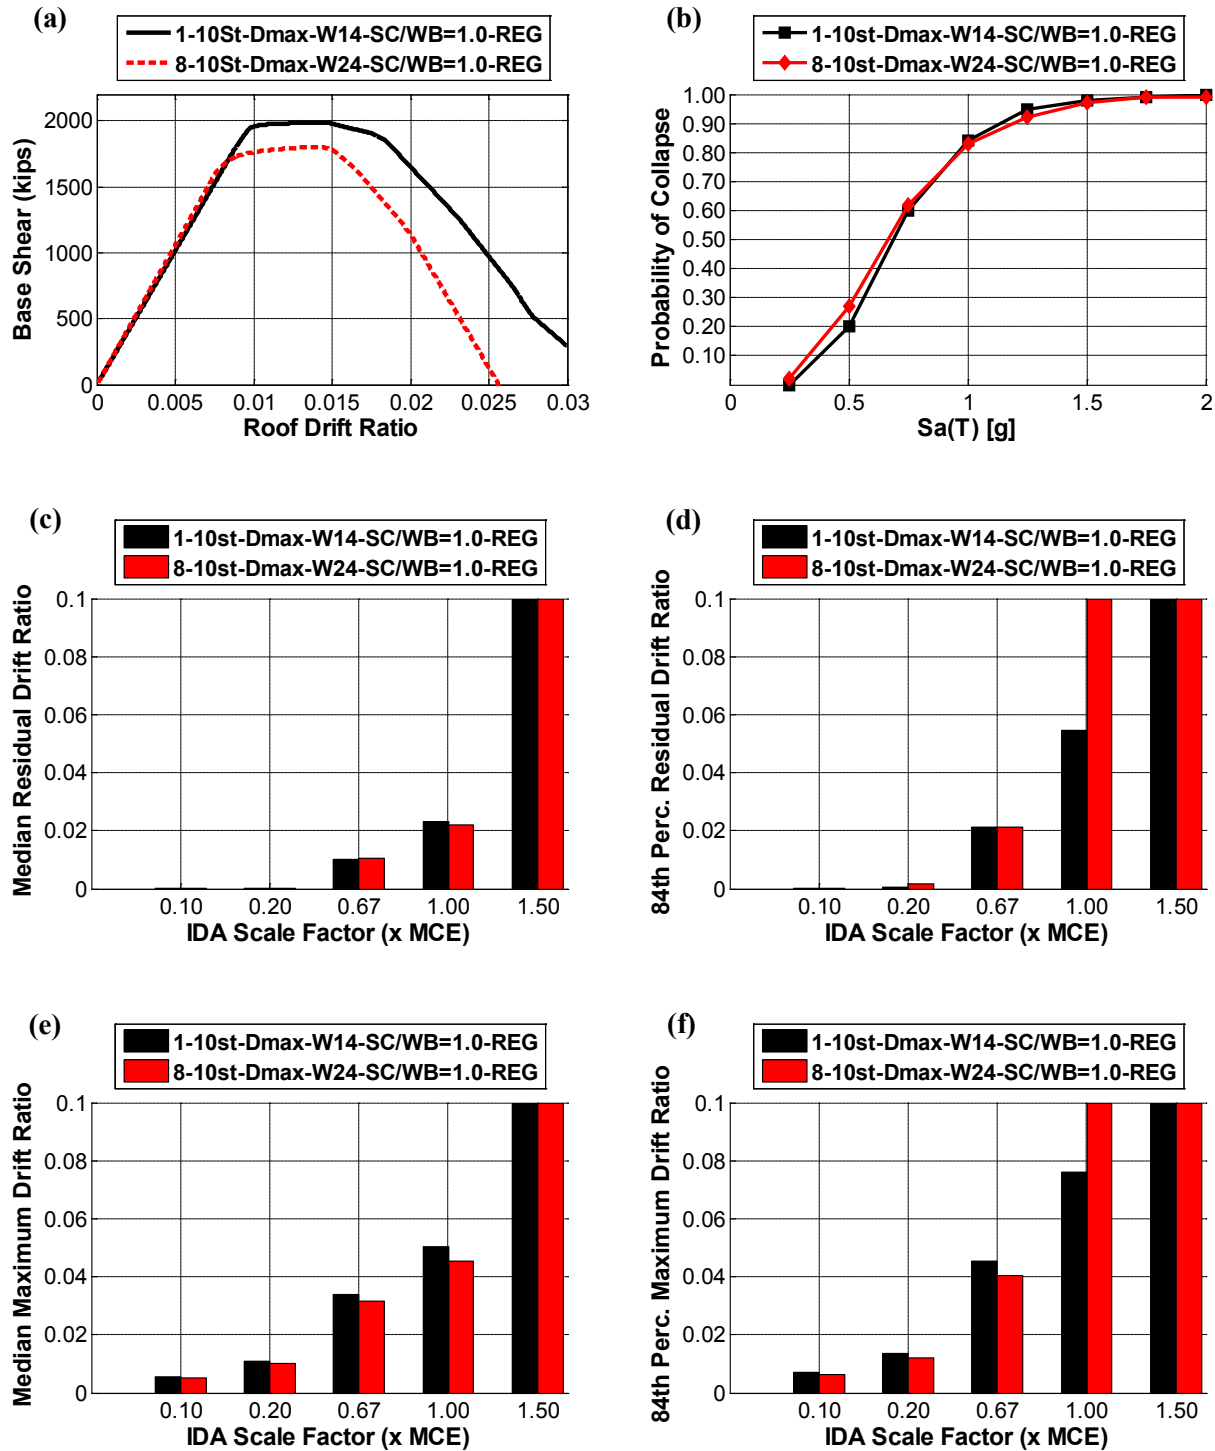 (a)
1-10St-Dmax-W14-SC/WB=1.0-REG
8-10St-Dmax-W24-SC/WB=1.0-REG
Base Shear (kips)
2000
1500
1000
500
0
0 0.005 0.01 0.015 0.02 0.025 0.03
Roof Drift Ratio
(b)
1-10st-Dmax-W14-SC/WB=1.0-REG
8-10st-Dmax-W24-SC/WB=1.0-REG
Probability of Collapse
1.00
0.90
0.80
0.70
0.60
0.50
0.40
0.30
0.20
0.10
0 0.5 1 1.5 2
Sa(T) [g]
(c)
1-10st-Dmax-W14-SC/WB=1.0-REG
8-10st-Dmax-W24-SC/WB=1.0-REG
Median Residual Drift Ratio
0.1
0.08
0.06
0.04
0.02
0
0.10 0.20 0.67 1.00 1.50
IDA Scale Factor (x MCE)
(d)
1-10st-Dmax-W14-SC/WB=1.0-REG
8-10st-Dmax-W24-SC/WB=1.0-REG
84th Perc. Residual Drift Ratio
0.1
0.08
0.06
0.04
0.02
0
0.10 0.20 0.67 1.00 1.50
IDA Scale Factor (x MCE)
(e)
1-10st-Dmax-W14-SC/WB=1.0-REG
8-10st-Dmax-W24-SC/WB=1.0-REG
Median Maximum Drift Ratio
0.1
0.08
0.06
0.04
0.02
0
0.10 0.20 0.67 1.00 1.50
IDA Scale Factor (x MCE)
(f)
1-10st-Dmax-W14-SC/WB=1.0-REG
8-10st-Dmax-W24-SC/WB=1.0-REG
84th Perc. Maximum Drift Ratio
0.1
0.08
0.06
0.04
0.02
0
0.10 0.20 0.67 1.00 1.50
IDA Scale Factor (x MCE)